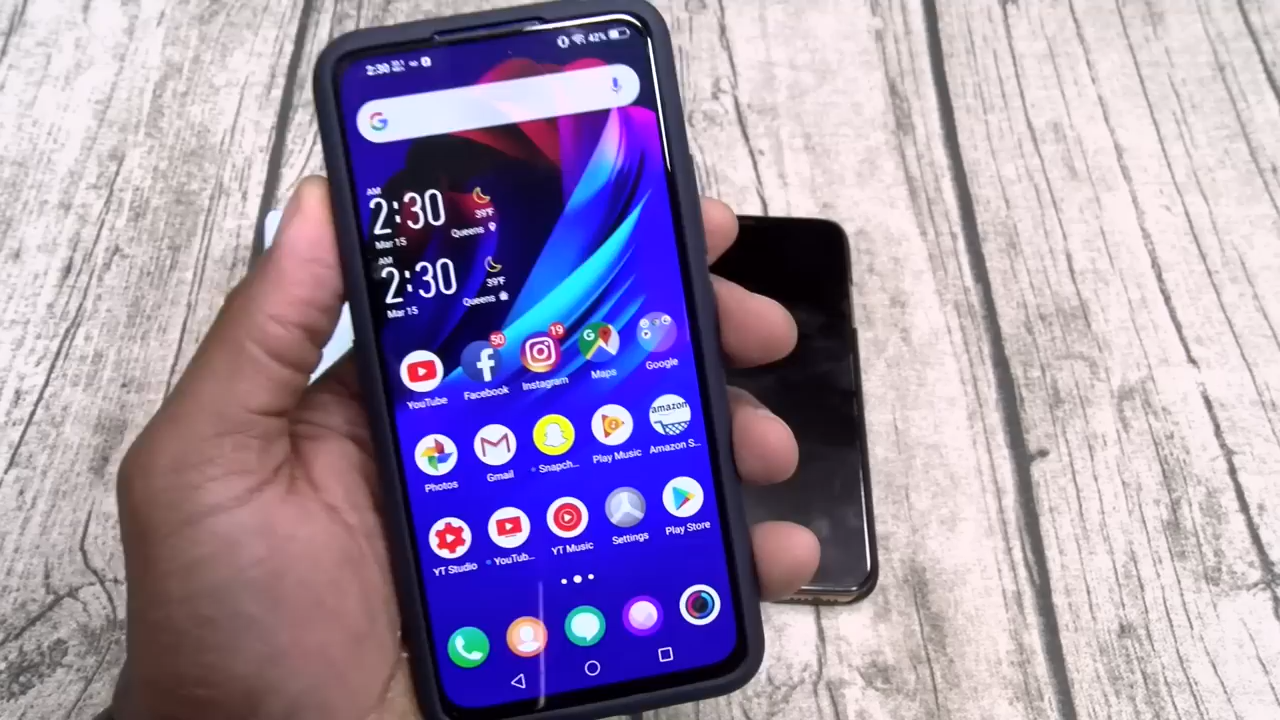 2:30
42%
G
AM
2:30
39°F
Mar 15
Queens
AM
2:30
39°F
Mar 15
Queens
50
19
G
YouTube
Facebook
Instagram
Maps
Google
amazon
Photos
Gmail
Snapch...
Play Music
Amazon S...
YT Studio
YouTub...
YT Music
Settings
Play Store